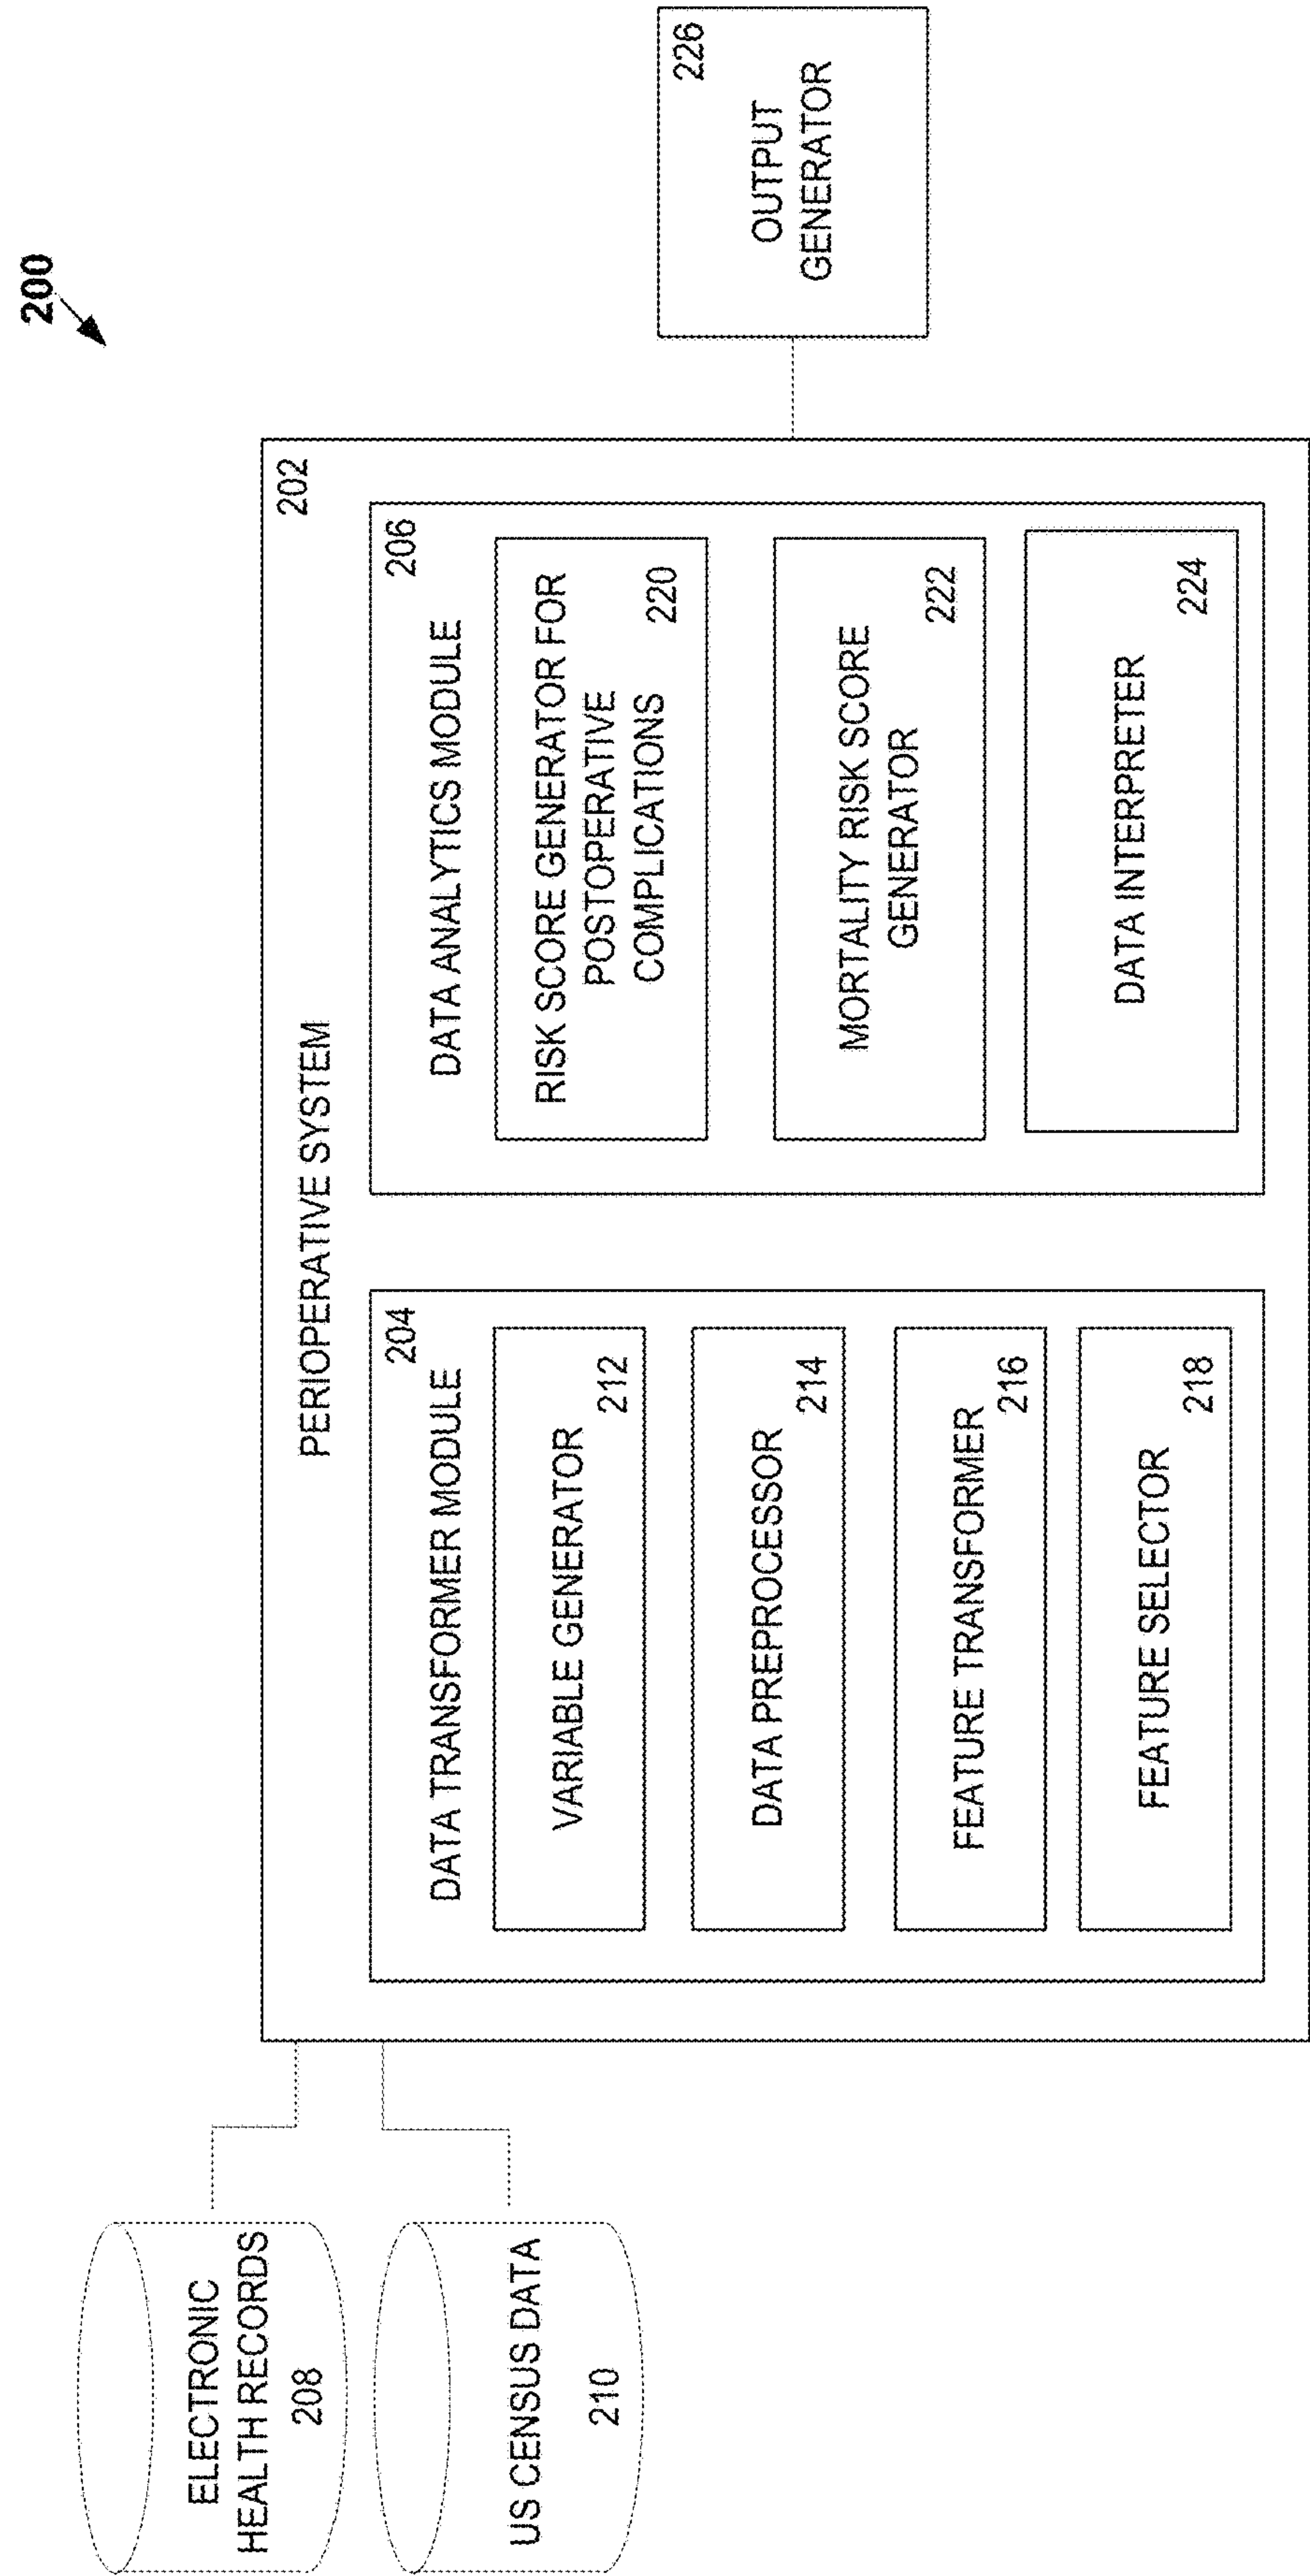 200
ELECTRONIC
HEALTH RECORDS
208
US CENSUS DATA
210
PERIOPERATIVE SYSTEM
202
DATA TRANSFORMER MODULE
204
VARIABLE GENERATOR
212
DATA PREPROCESSOR
214
FEATURE TRANSFORMER
216
FEATURE SELECTOR
218
DATA ANALYTICS MODULE
206
RISK SCORE GENERATOR FOR
POSTOPERATIVE
COMPLICATIONS
220
MORTALITY RISK SCORE
GENERATOR
222
DATA INTERPRETER
224
226
OUTPUT
GENERATOR